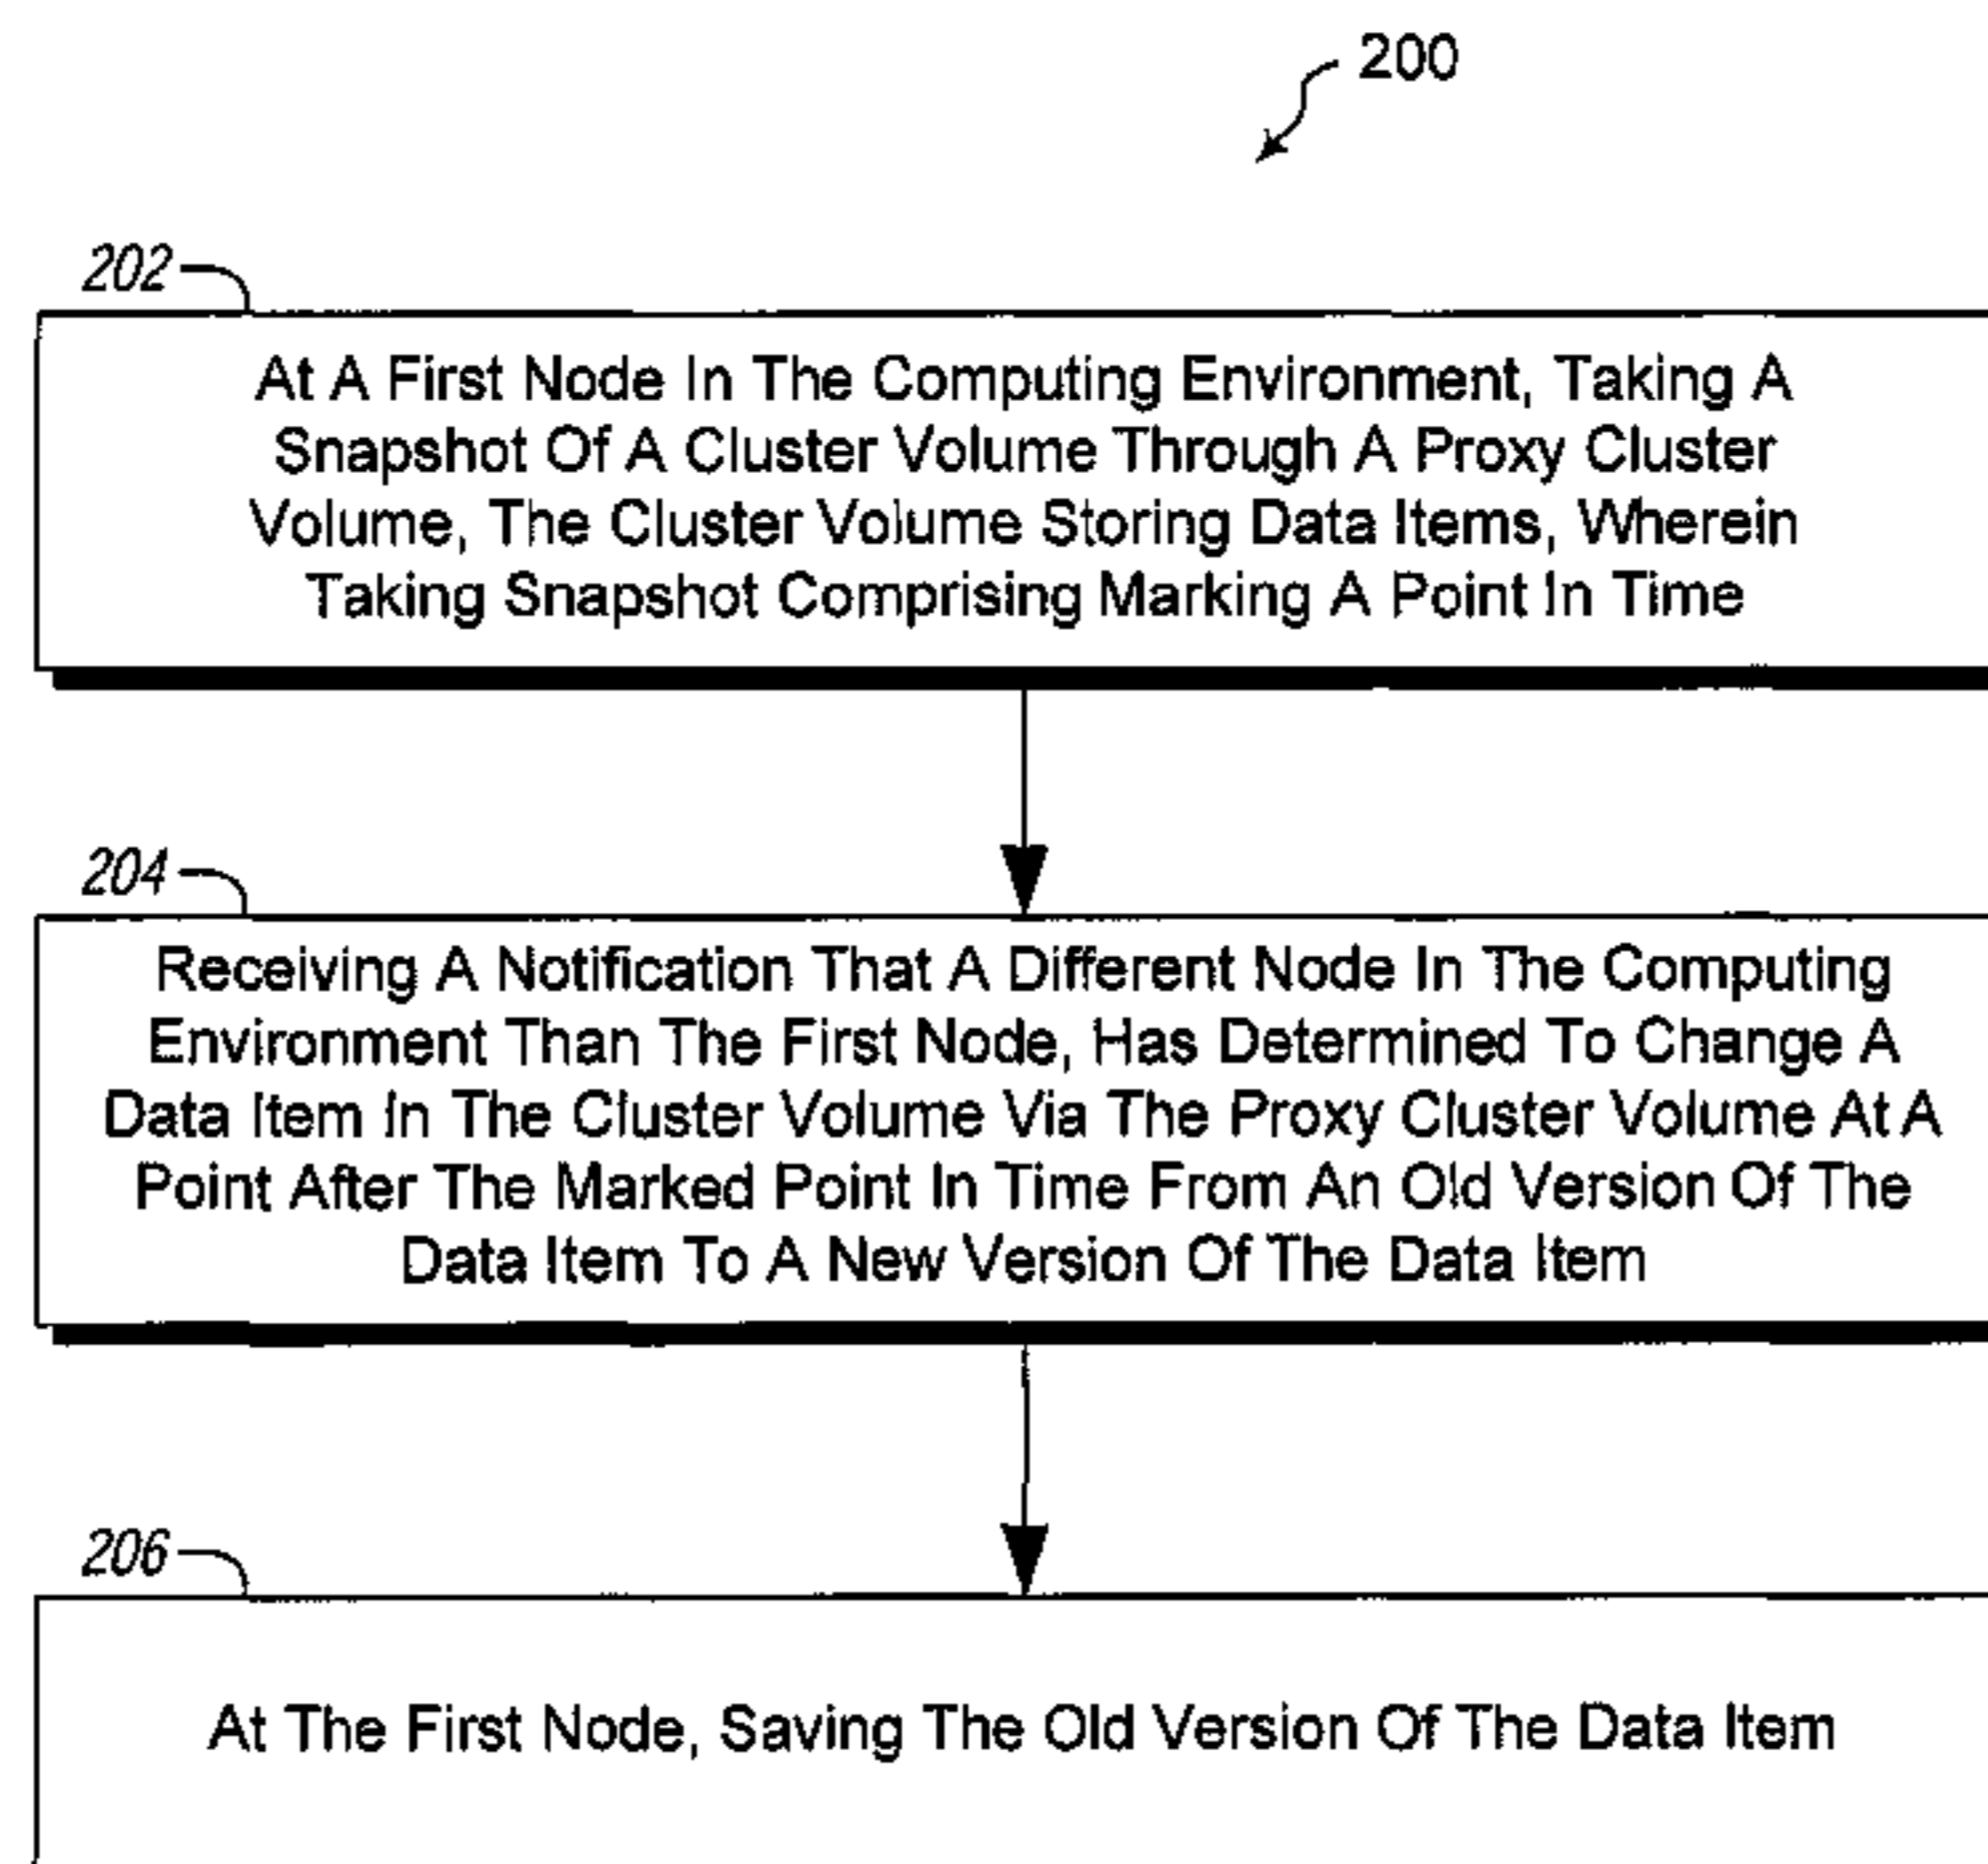 200
202
At A First Node In The Computing Environment, Taking A
Snapshot Of A Cluster Volume Through A Proxy Cluster
Volume, The Cluster Volume Storing Data Items, Wherein
Taking Snapshot Comprising Marking A Point In Time
204
Receiving A Notification That A Different Node In The Computing
Environment Than The First Node, Has Determined To Change A
Data Item In The Cluster Volume Via The Proxy Cluster Volume At A
Point After The Marked Point In Time From An Old Version Of The
Data Item To A New Version Of The Data Item
206
At The First Node, Saving The Old Version Of The Data Item